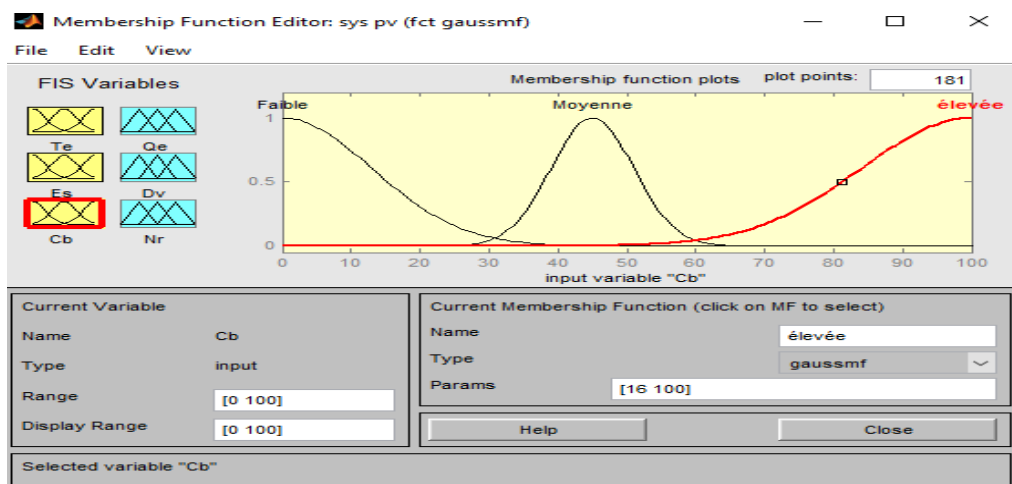 Membership Function Editor: sys pv (fct gaussmf)
File Edit View
FIS Variables
Te Qe
Es Dv
Cb Nr
Membership function plots plot points: 181
Faible Moyenne élevée
1
0.5
0
0 10 20 30 40 50 60 70 80 90 100
input variable "Cb"
Current Variable
Name Cb
Type input
Range [0 100]
Display Range [0 100]
Current Membership Function (click on MF to select)
Name élevée
Type gaussmf
Params [16 100]
Help Close
Selected variable "Cb"